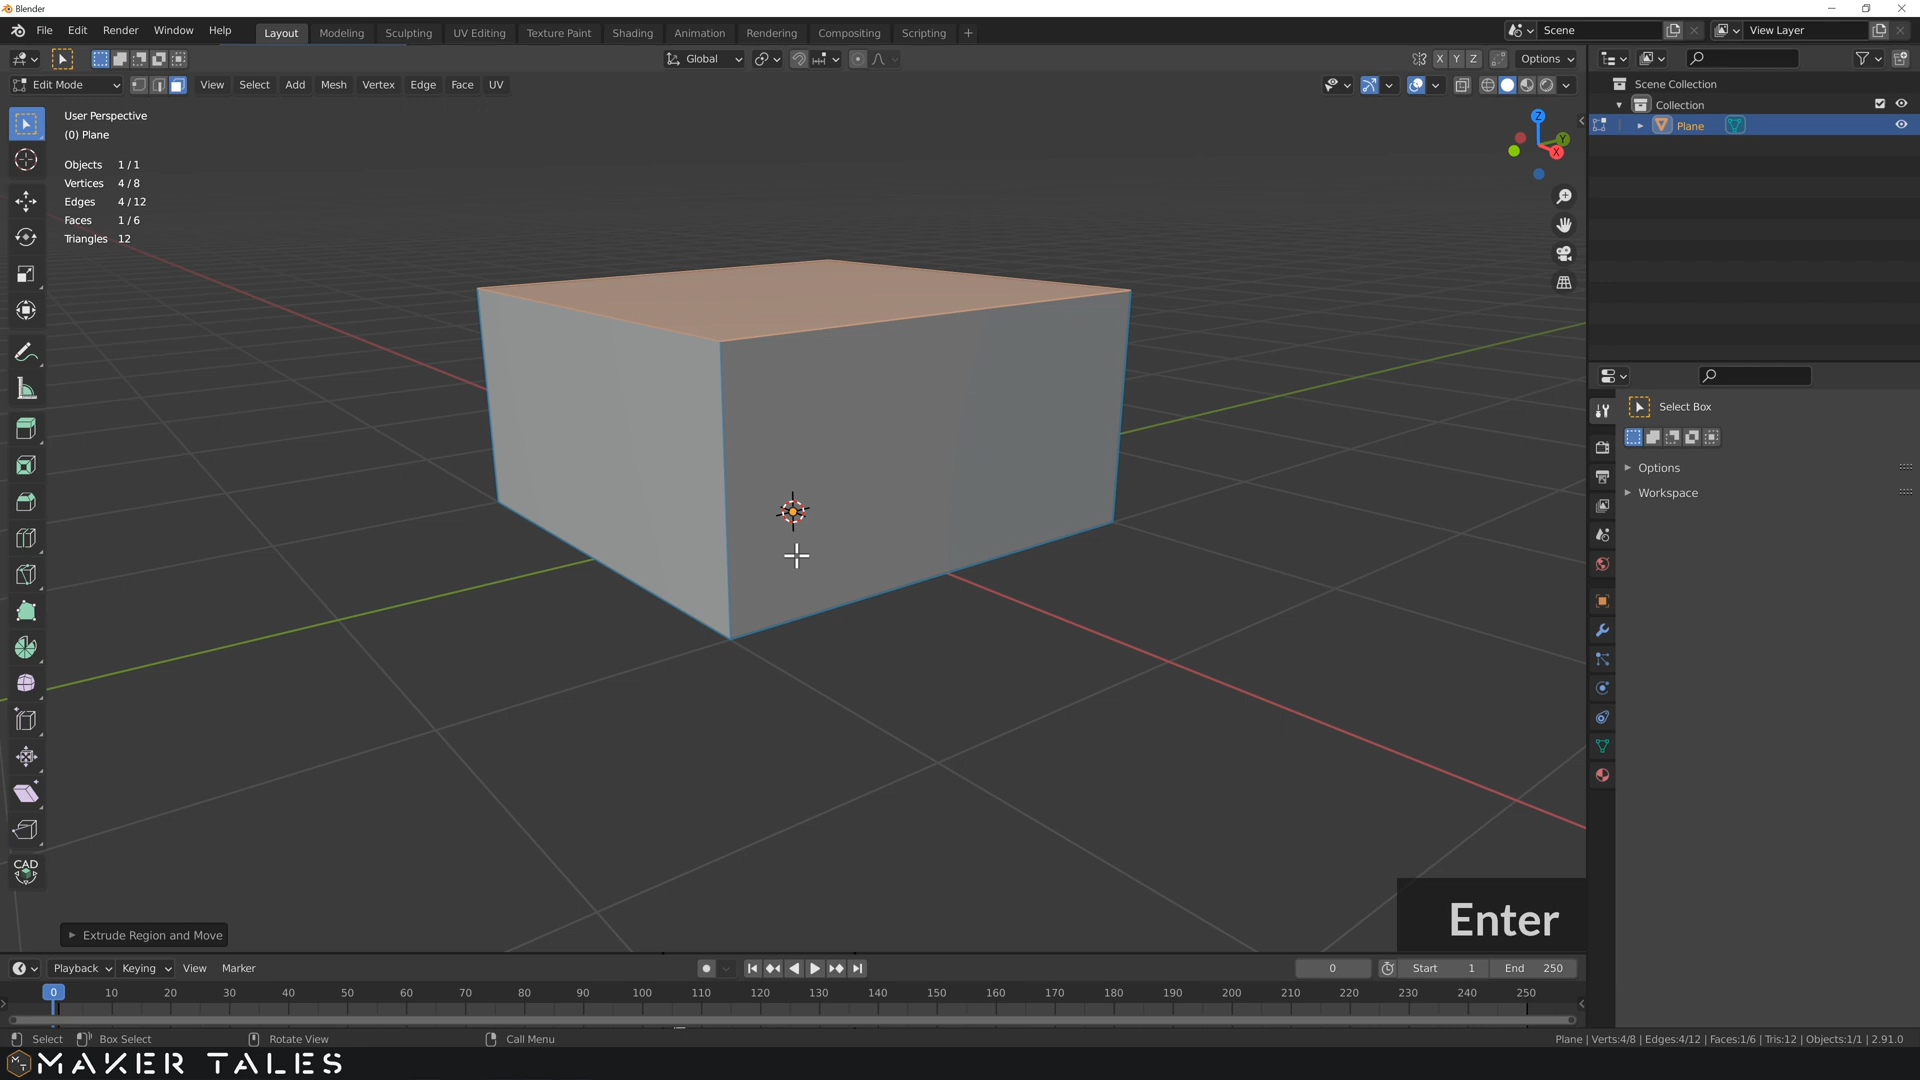 Blender
File Edit Render Window Help Layout Modeling Sculpting UV Editing Texture Paint Shading Animation Rendering Compositing Scripting + Scene View Layer
Global X Y Z Options
Edit Mode View Select Add Mesh Vertex Edge Face UV
Scene Collection
Collection
Plane
User Perspective
(0) Plane
Objects 1 / 1
Vertices 4 / 8
Edges 4 / 12
Faces 1 / 6
Triangles 12
Z
Y
X
Select Box
Options
Workspace
CAD
Enter
Extrude Region and Move
Playback Keying View Marker 0 Start 1 End 250
0 10 20 30 40 50 60 70 80 90 100 110 120 130 140 150 160 170 180 190 200 210 220 230 240 250
Select Box Select Rotate View Call Menu Plane | Verts:4/8 | Edges:4/12 | Faces:1/6 | Tris:12 | Objects:1/1 | 2.91.0
MAKER TALES